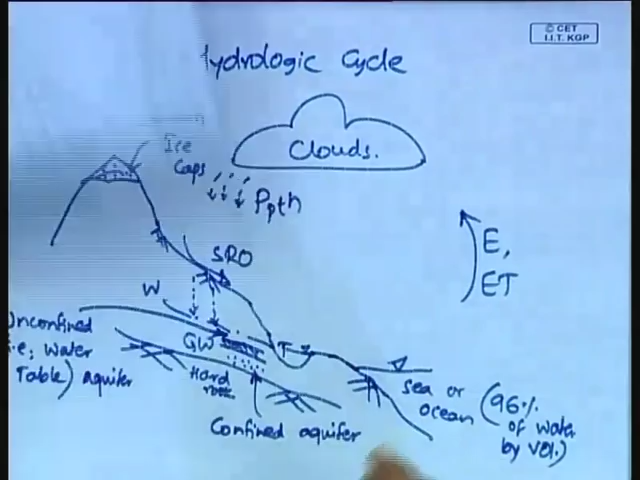 © CET
I.I.T. KGP
Hydrologic Cycle
Clouds.
Ice
Caps
Ppth
E,
ET
SRO
W
GW
Unconfined
i.e; Water
Table) aquifer
Hard
rock
Confined aquifer
sea or
ocean
(96%
of water
by vol.)